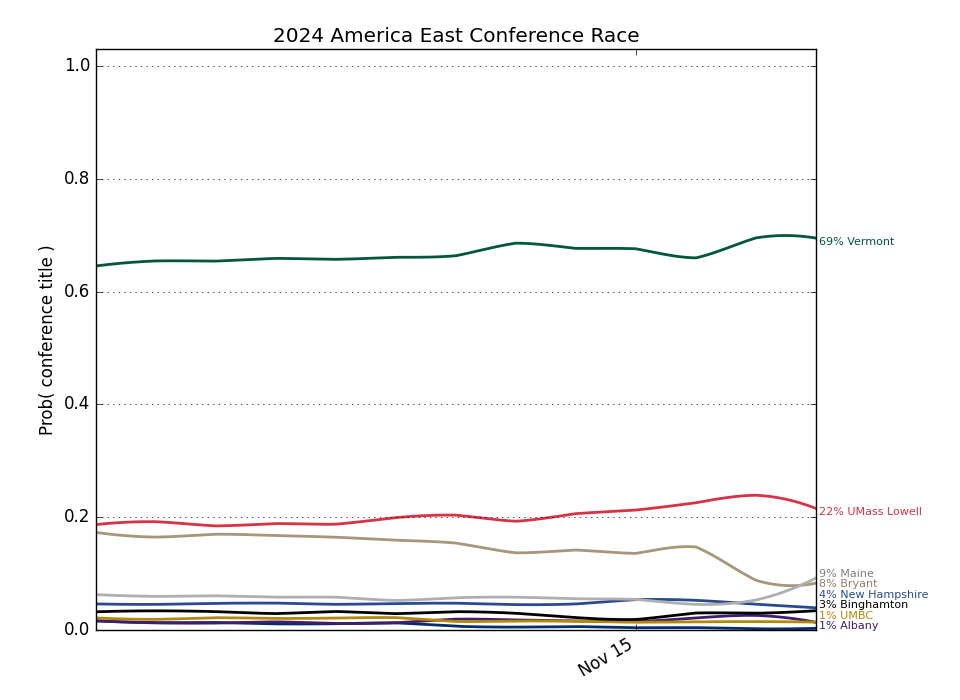 2024 America East Conference Race
Prob( conference title )
1.0
0.8
0.6
0.4
0.2
0.0
Nov 15
69% Vermont
22% UMass Lowell
9% Maine
8% Bryant
4% New Hampshire
3% Binghamton
1% UMBC
1% Albany